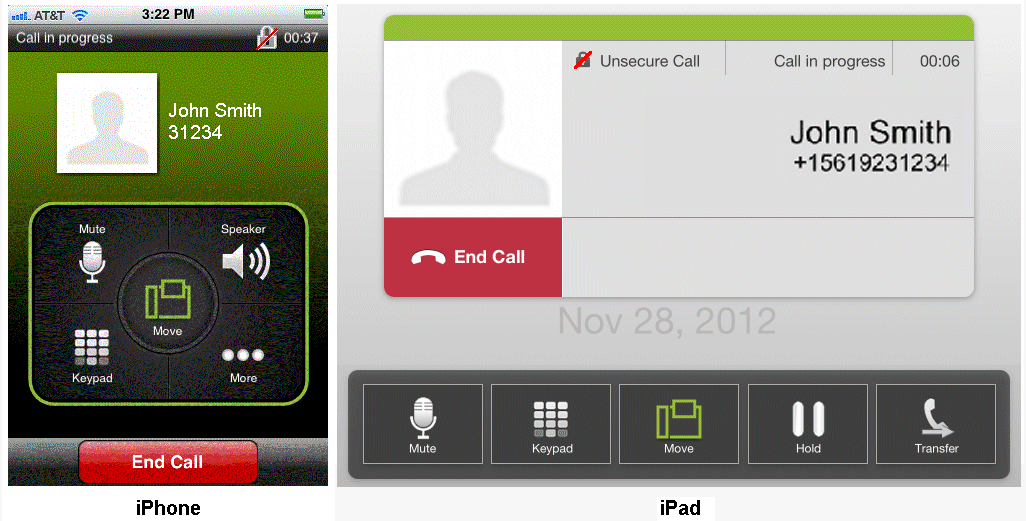 AT&T 3:22 PM
Call in progress 00:37
John Smith
31234
Mute Speaker
Move
Keypad More
End Call
iPhone
Unsecure Call Call in progress 00:06
John Smith
+15619231234
End Call
Nov 28, 2012
Mute Keypad Move Hold Transfer
iPad